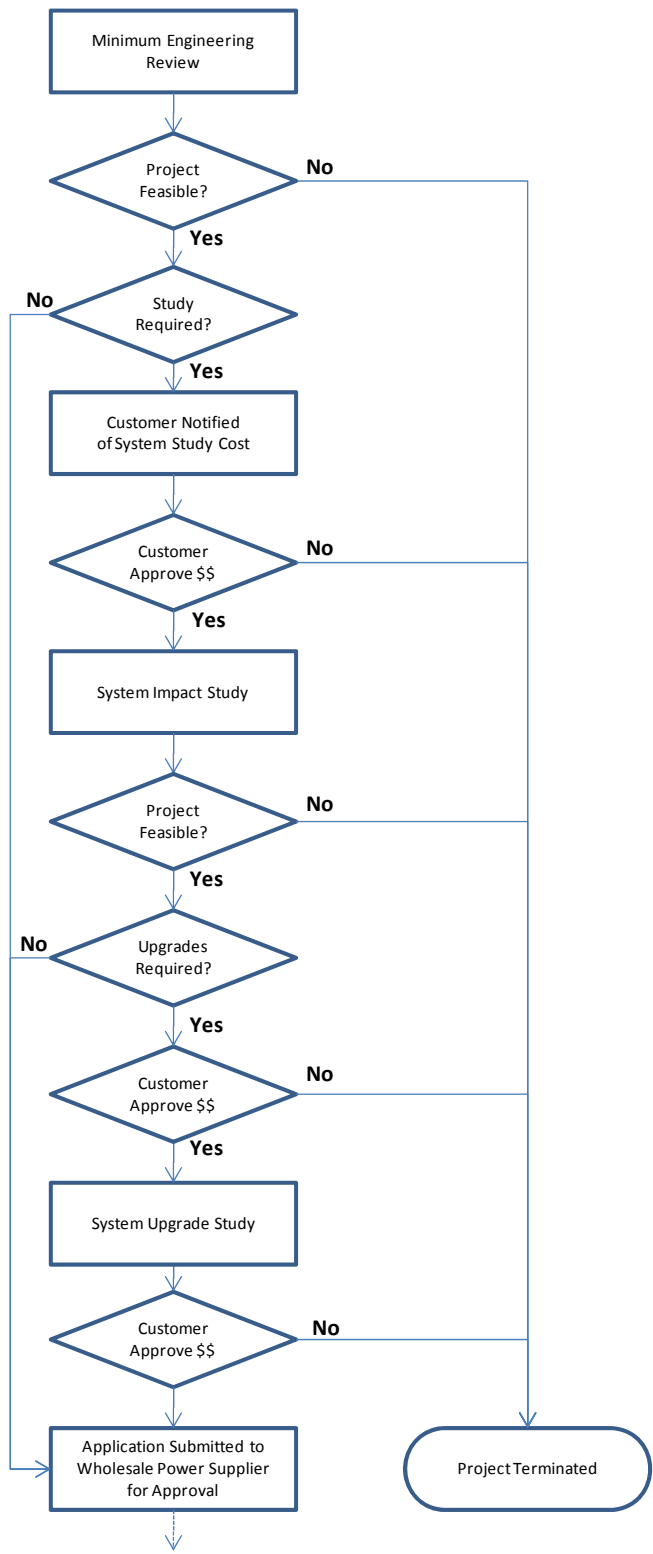 Minimum Engineering
Review
Project
Feasible?
No
Yes
No
Study
Required?
Yes
Customer Notified
of System Study Cost
Customer
Approve $$
No
Yes
System Impact Study
Project
Feasible?
No
Yes
No
Upgrades
Required?
Yes
Customer
Approve $$
No
Yes
System Upgrade Study
Customer
Approve $$
No
Application Submitted to
Wholesale Power Supplier
for Approval
Project Terminated